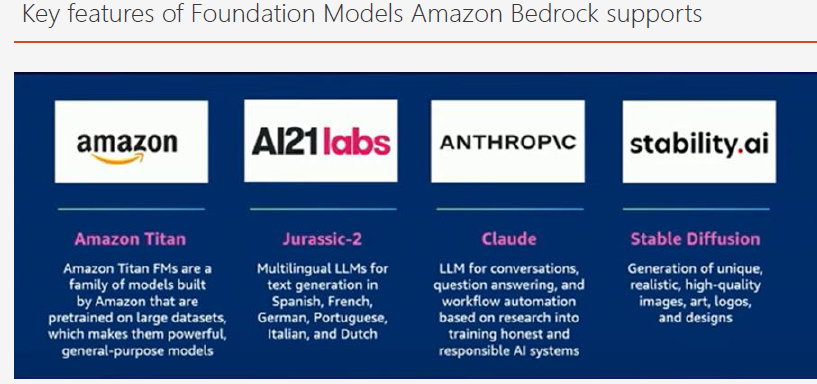 Key features of Foundation Models Amazon Bedrock supports
amazon
AI21labs
ANTHROP\C
stability.ai
Amazon Titan
Amazon Titan FMs are a
family of models built
by Amazon that are
pretrained on large datasets,
which makes them powerful,
general-purpose models
Jurassic-2
Multilingual LLMs for
text generation in
Spanish, French,
German, Portuguese,
Italian, and Dutch
Claude
LLM for conversations,
question answering, and
workflow automation
based on research into
training honest and
responsible AI systems
Stable Diffusion
Generation of unique,
realistic, high-quality
images, art, logos,
and designs